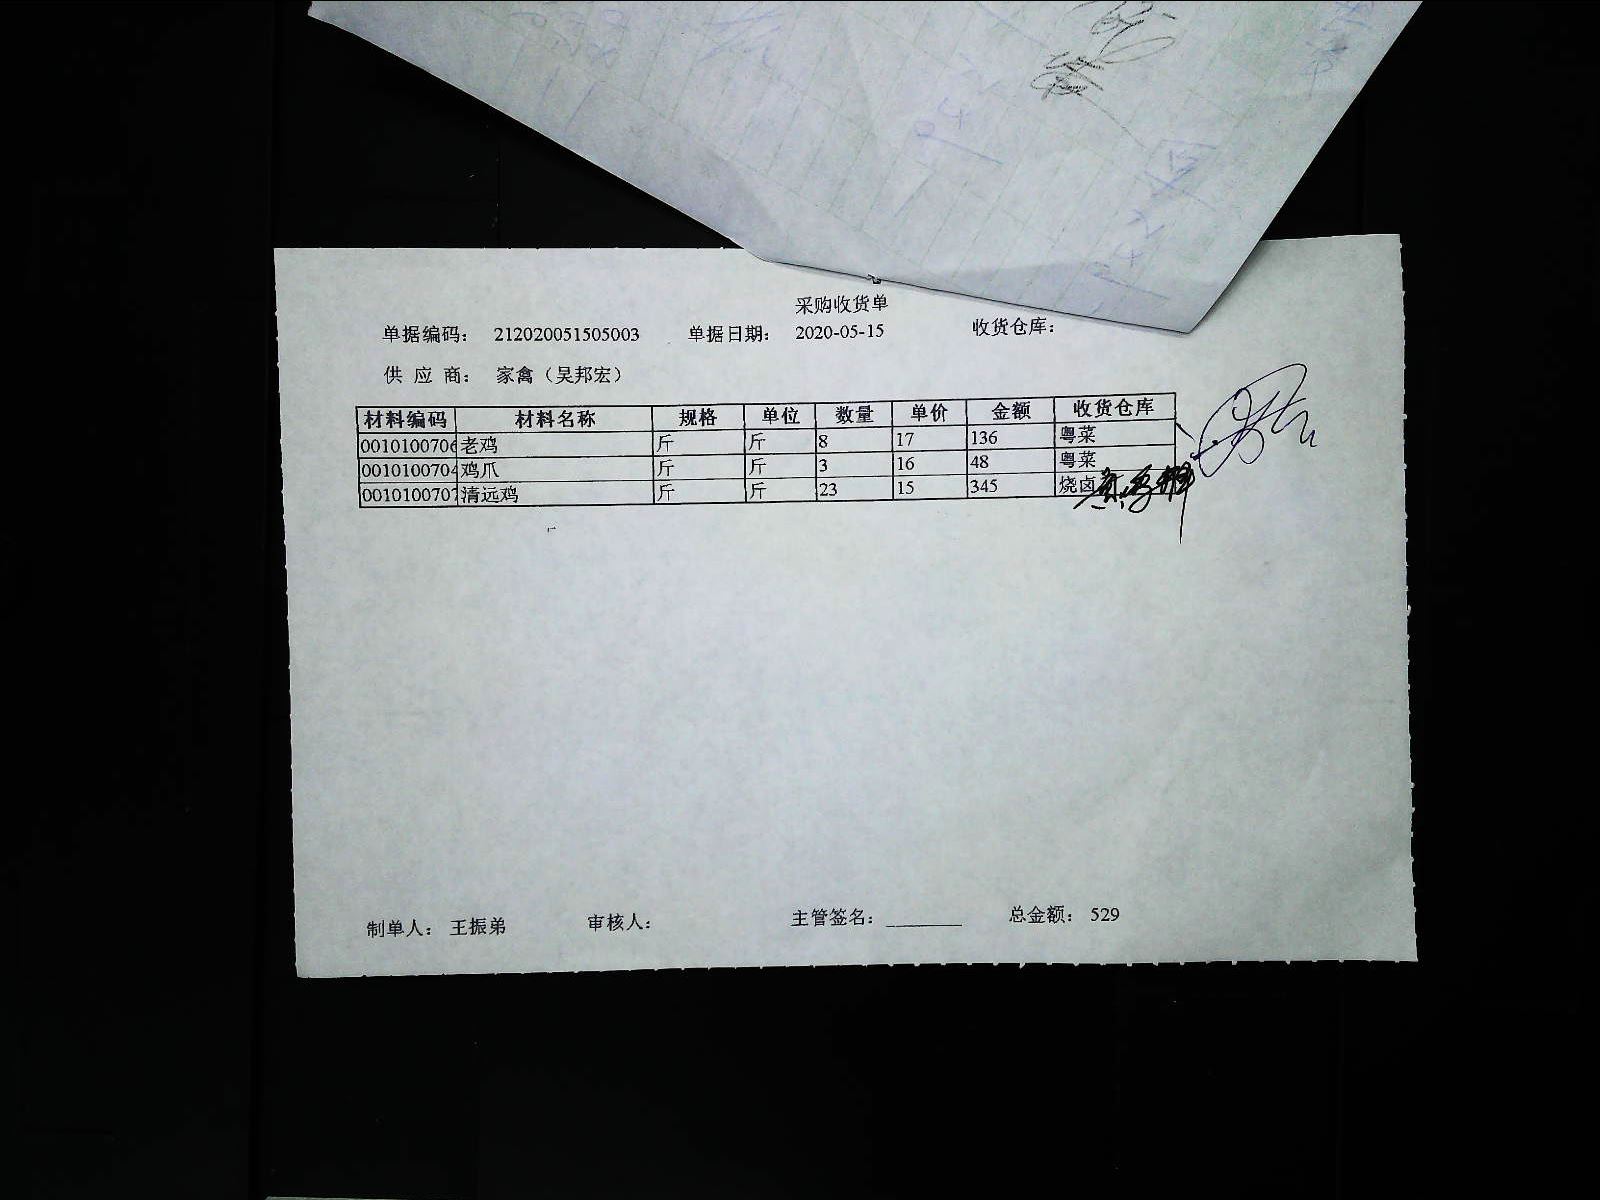 采购收货单
单据编码： 212020051505003 单据日期： 2020-05-15 收货仓库：
供 应 商： 家禽（吴邦宏）
材料编码 材料名称 规格 单位 数量 单价 金额 收货仓库
0010100706 老鸡 斤 斤 8 17 136 粤菜
0010100704 鸡爪 斤 斤 3 16 48 粤菜
0010100707 清远鸡 斤 斤 23 15 345 烧卤
制单人： 王振弟 审核人： 主管签名： ________ 总金额： 529